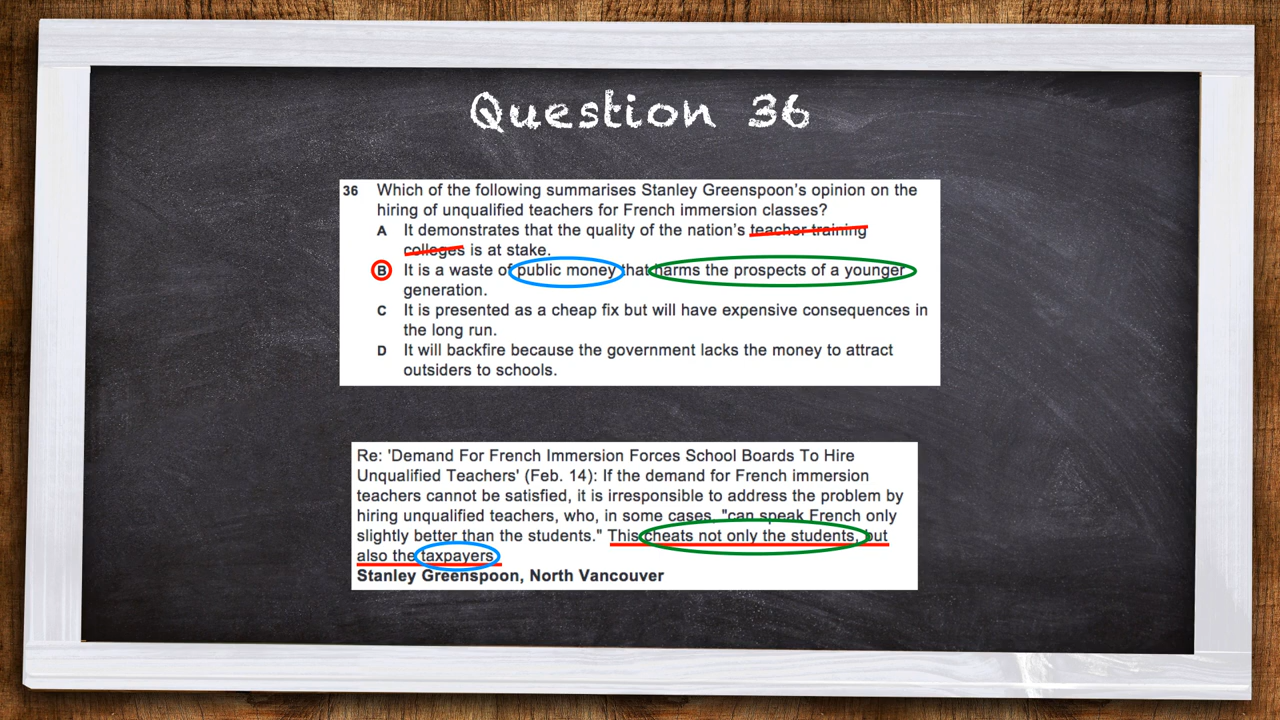 Question 36
36 Which of the following summarises Stanley Greenspoon's opinion on the
hiring of unqualified teachers for French immersion classes?
A It demonstrates that the quality of the nation's teacher training
colleges is at stake.
B It is a waste of public money that harms the prospects of a younger
generation.
C It is presented as a cheap fix but will have expensive consequences in
the long run.
D It will backfire because the government lacks the money to attract
outsiders to schools.
Re: 'Demand For French Immersion Forces School Boards To Hire
Unqualified Teachers' (Feb. 14): If the demand for French immersion
teachers cannot be satisfied, it is irresponsible to address the problem by
hiring unqualified teachers, who, in some cases, "can speak French only
slightly better than the students." This cheats not only the students, but
also the taxpayers.
Stanley Greenspoon, North Vancouver